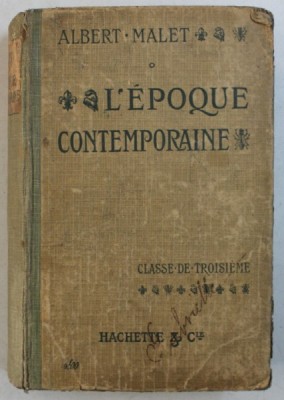 ALBERT·MALET
L'ÉPOQUE
CONTEMPORAINE
CLASSE·DE·TROISIÈME
HACHETTE & Cie